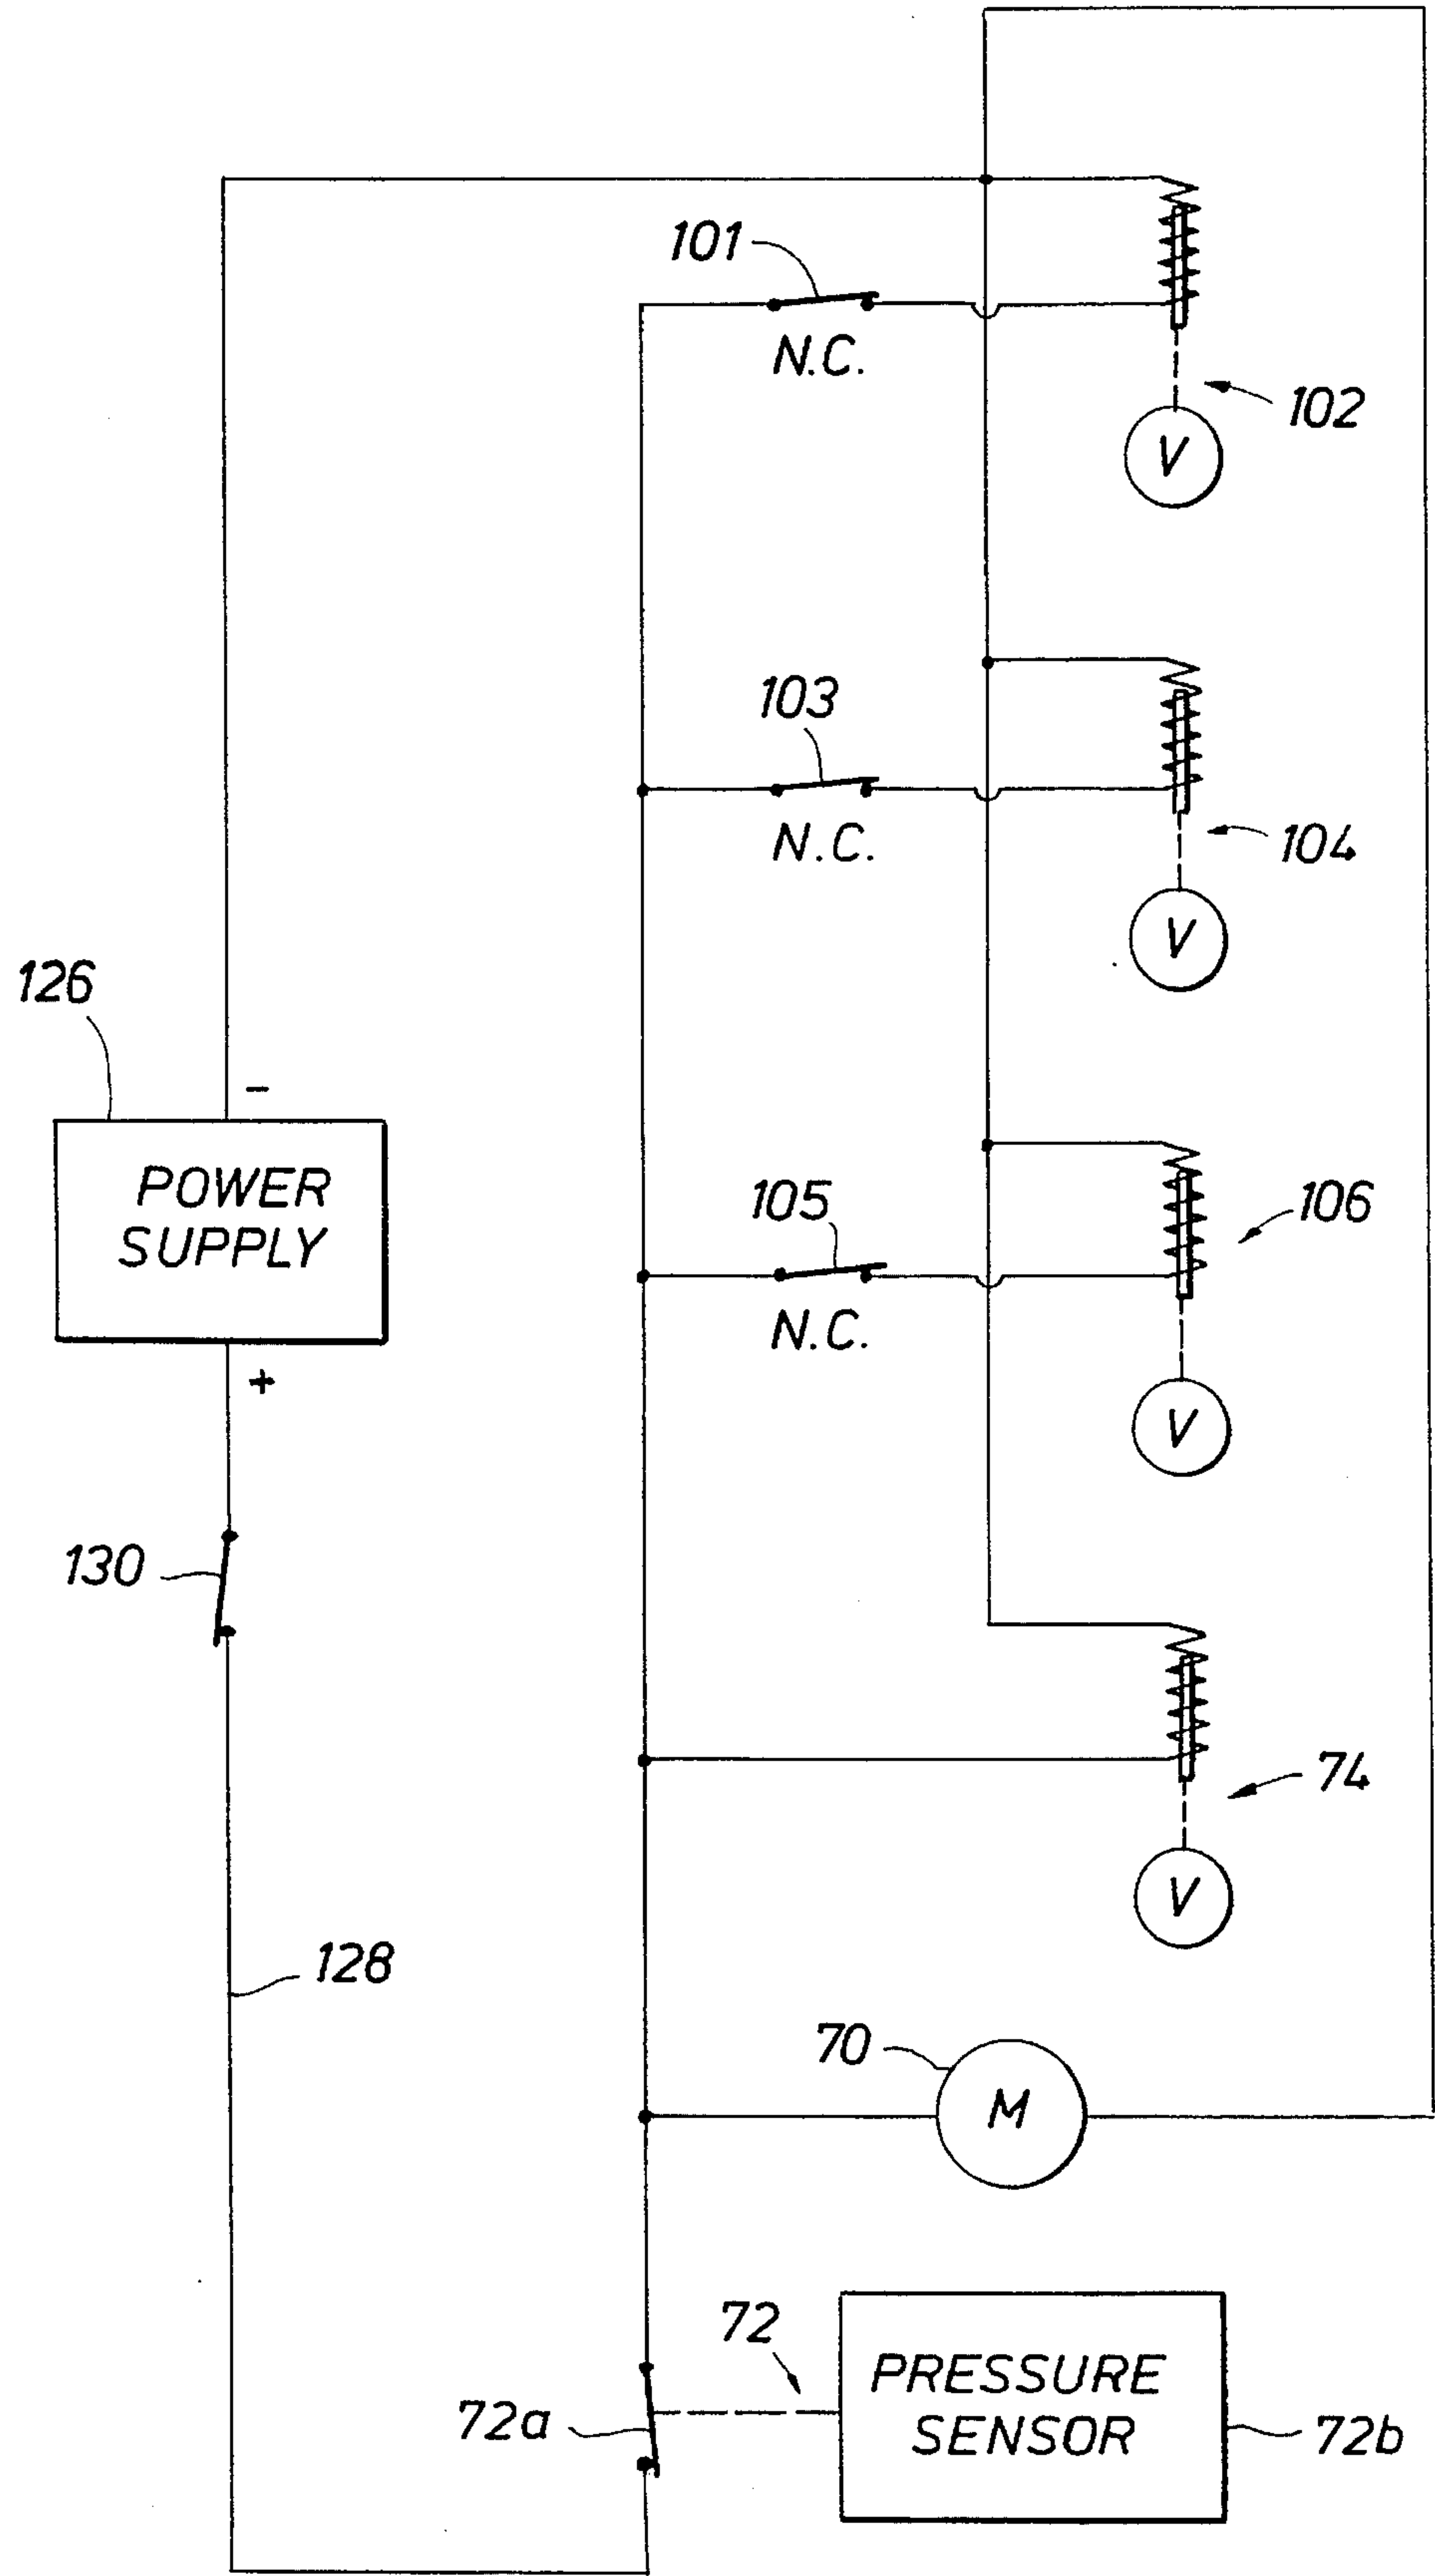 101
N.C.
102
V
103
N.C.
104
V
126
-
POWER
SUPPLY
+
105
N.C.
106
V
130
74
V
128
70
M
72
PRESSURE
SENSOR
72a
72b